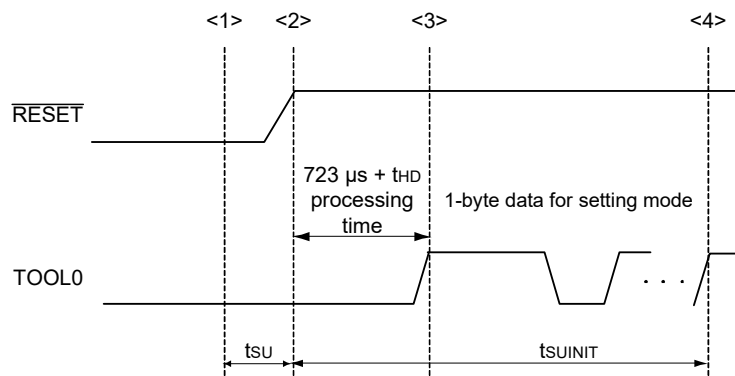 <1> <2> <3> <4>
RESET
723 µs + tHD
processing
time
1-byte data for setting mode
TOOL0
. . .
tSU
tSUINIT